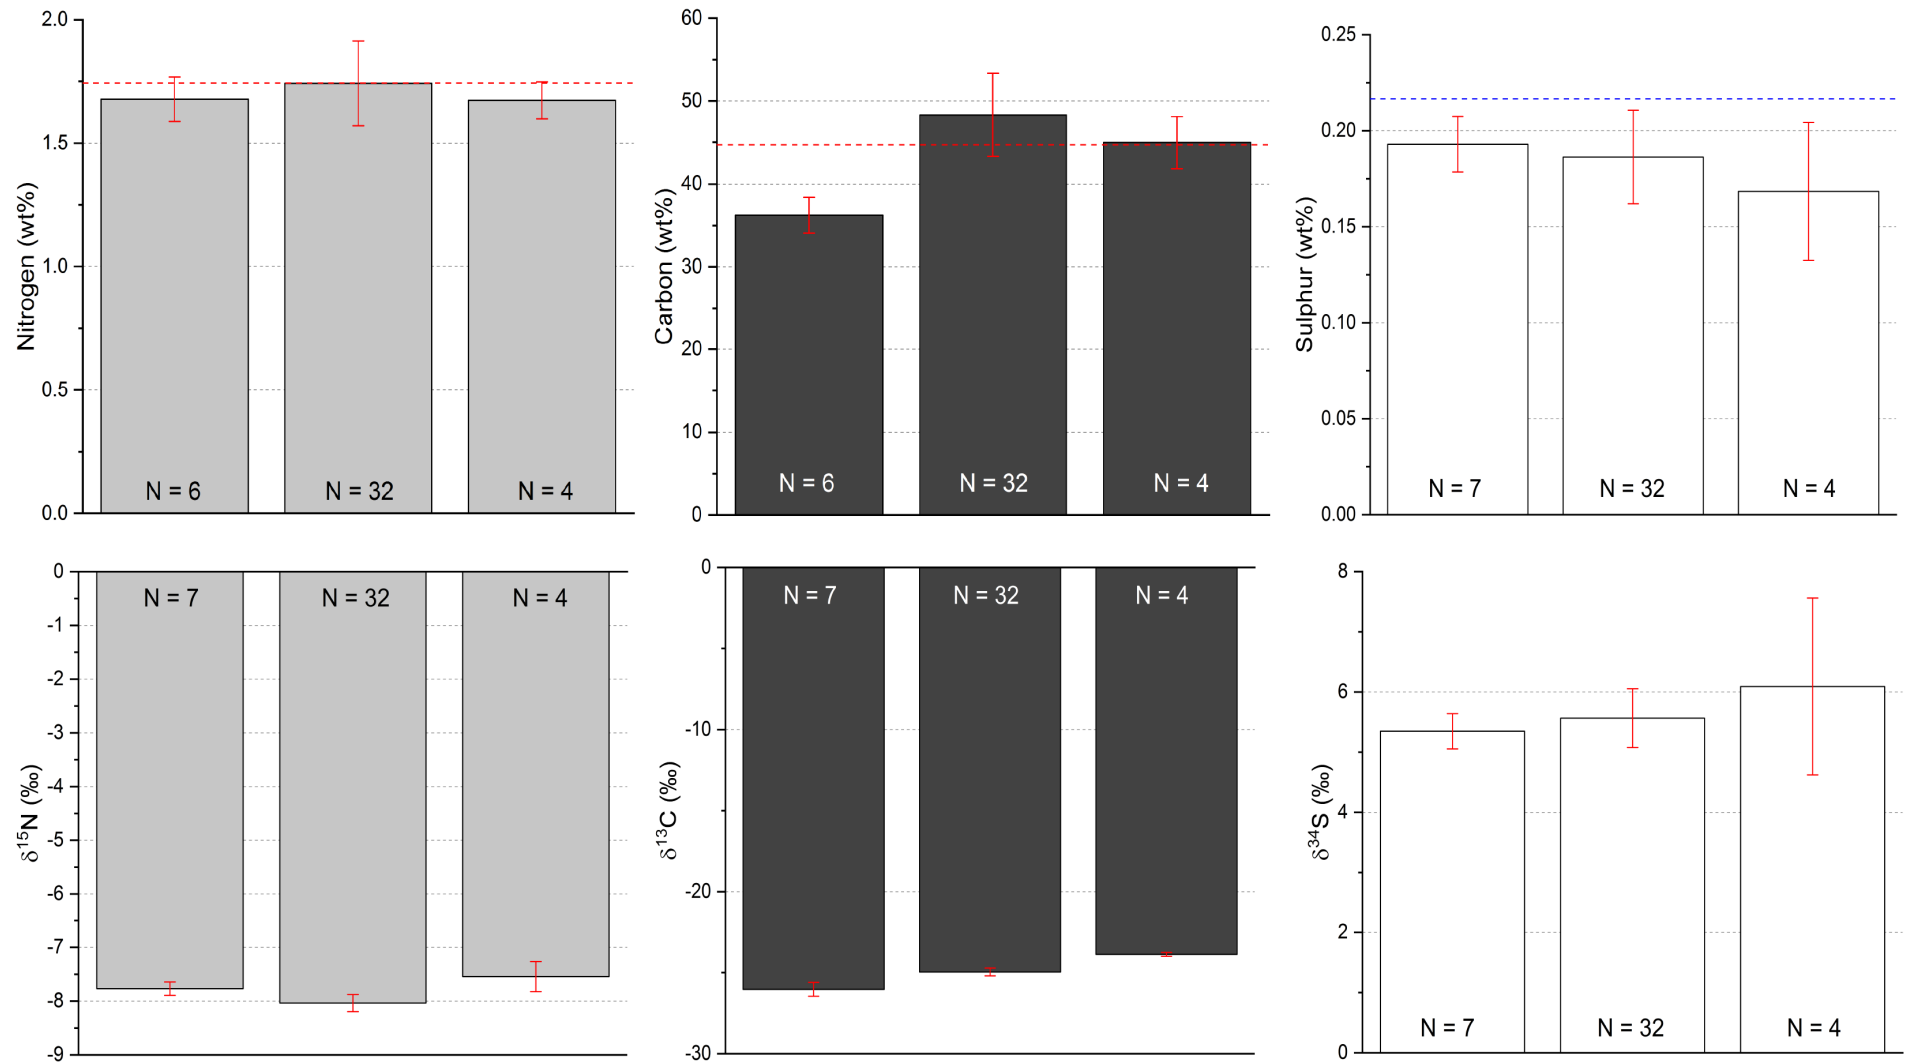 Nitrogen (wt%)
2.0
1.5
1.0
0.5
0.0
N = 6
N = 32
N = 4
Carbon (wt%)
60
50
40
30
20
10
0
N = 6
N = 32
N = 4
Sulphur (wt%)
0.25
0.20
0.15
0.10
0.05
0.00
N = 7
N = 32
N = 4
δ¹⁵N (‰)
0
-1
-2
-3
-4
-5
-6
-7
-8
-9
N = 7
N = 32
N = 4
δ¹³C (‰)
0
-10
-20
-30
N = 7
N = 32
N = 4
δ³⁴S (‰)
8
6
4
2
0
N = 7
N = 32
N = 4